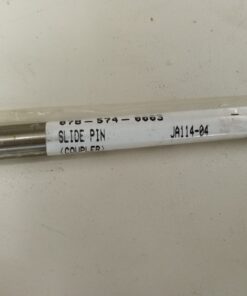 678-574-6663
SLIDE PIN JA114-04
(COUPLER)